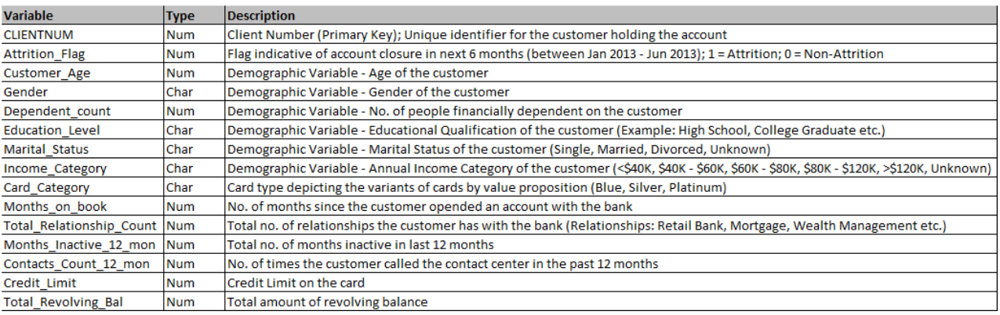 Variable Type Description
CLIENTNUM Num Client Number (Primary Key); Unique identifier for the customer holding the account
Attrition_Flag Num Flag indicative of account closure in next 6 months (between Jan 2013 - Jun 2013); 1 = Attrition; 0 = Non-Attrition
Customer_Age Num Demographic Variable - Age of the customer
Gender Char Demographic Variable - Gender of the customer
Dependent_count Num Demographic Variable - No. of people financially dependent on the customer
Education_Level Char Demographic Variable - Educational Qualification of the customer (Example: High School, College Graduate etc.)
Marital_Status Char Demographic Variable - Marital Status of the customer (Single, Married, Divorced, Unknown)
Income_Category Char Demographic Variable - Annual Income Category of the customer (<$40K, $40K - $60K, $60K - $80K, $80K - $120K, >$120K, Unknown)
Card_Category Char Card type depicting the variants of cards by value proposition (Blue, Silver, Platinum)
Months_on_book Num No. of months since the customer opended an account with the bank
Total_Relationship_Count Num Total no. of relationships the customer has with the bank (Relationships: Retail Bank, Mortgage, Wealth Management etc.)
Months_Inactive_12_mon Num Total no. of months inactive in last 12 months
Contacts_Count_12_mon Num No. of times the customer called the contact center in the past 12 months
Credit_Limit Num Credit Limit on the card
Total_Revolving_Bal Num Total amount of revolving balance